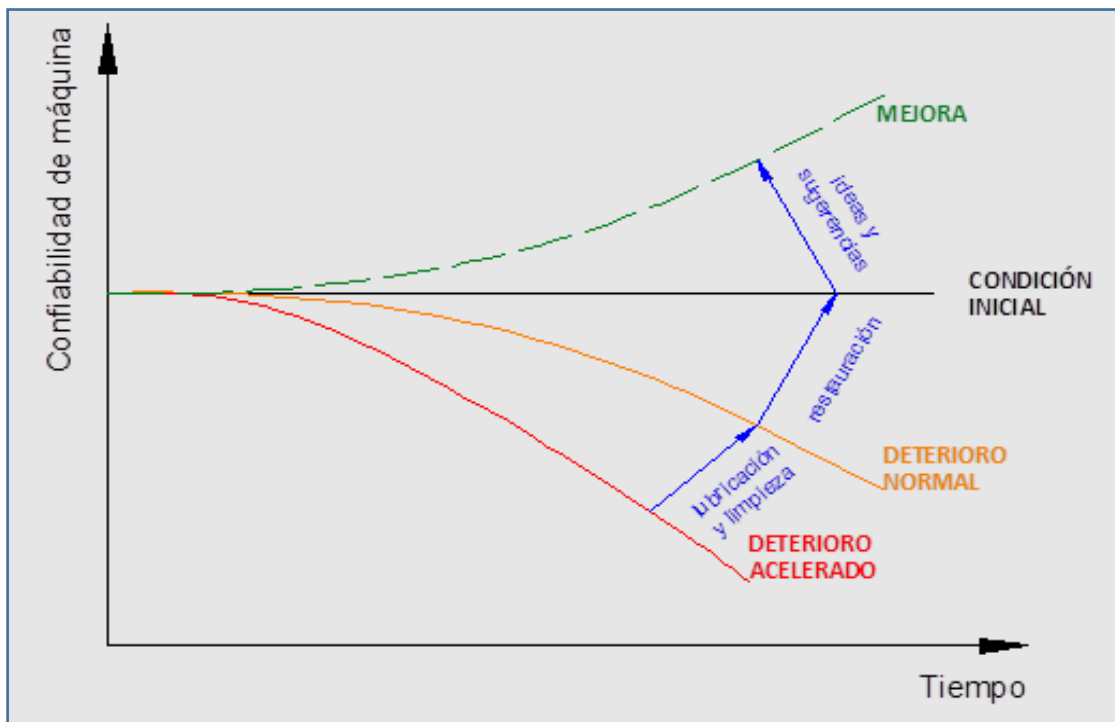 Confiabilidad de máquina
MEJORA
ideas y
sugerencias
CONDICIÓN
INICIAL
restauración
DETERIORO
NORMAL
lubricación
y limpieza
DETERIORO
ACELERADO
Tiempo